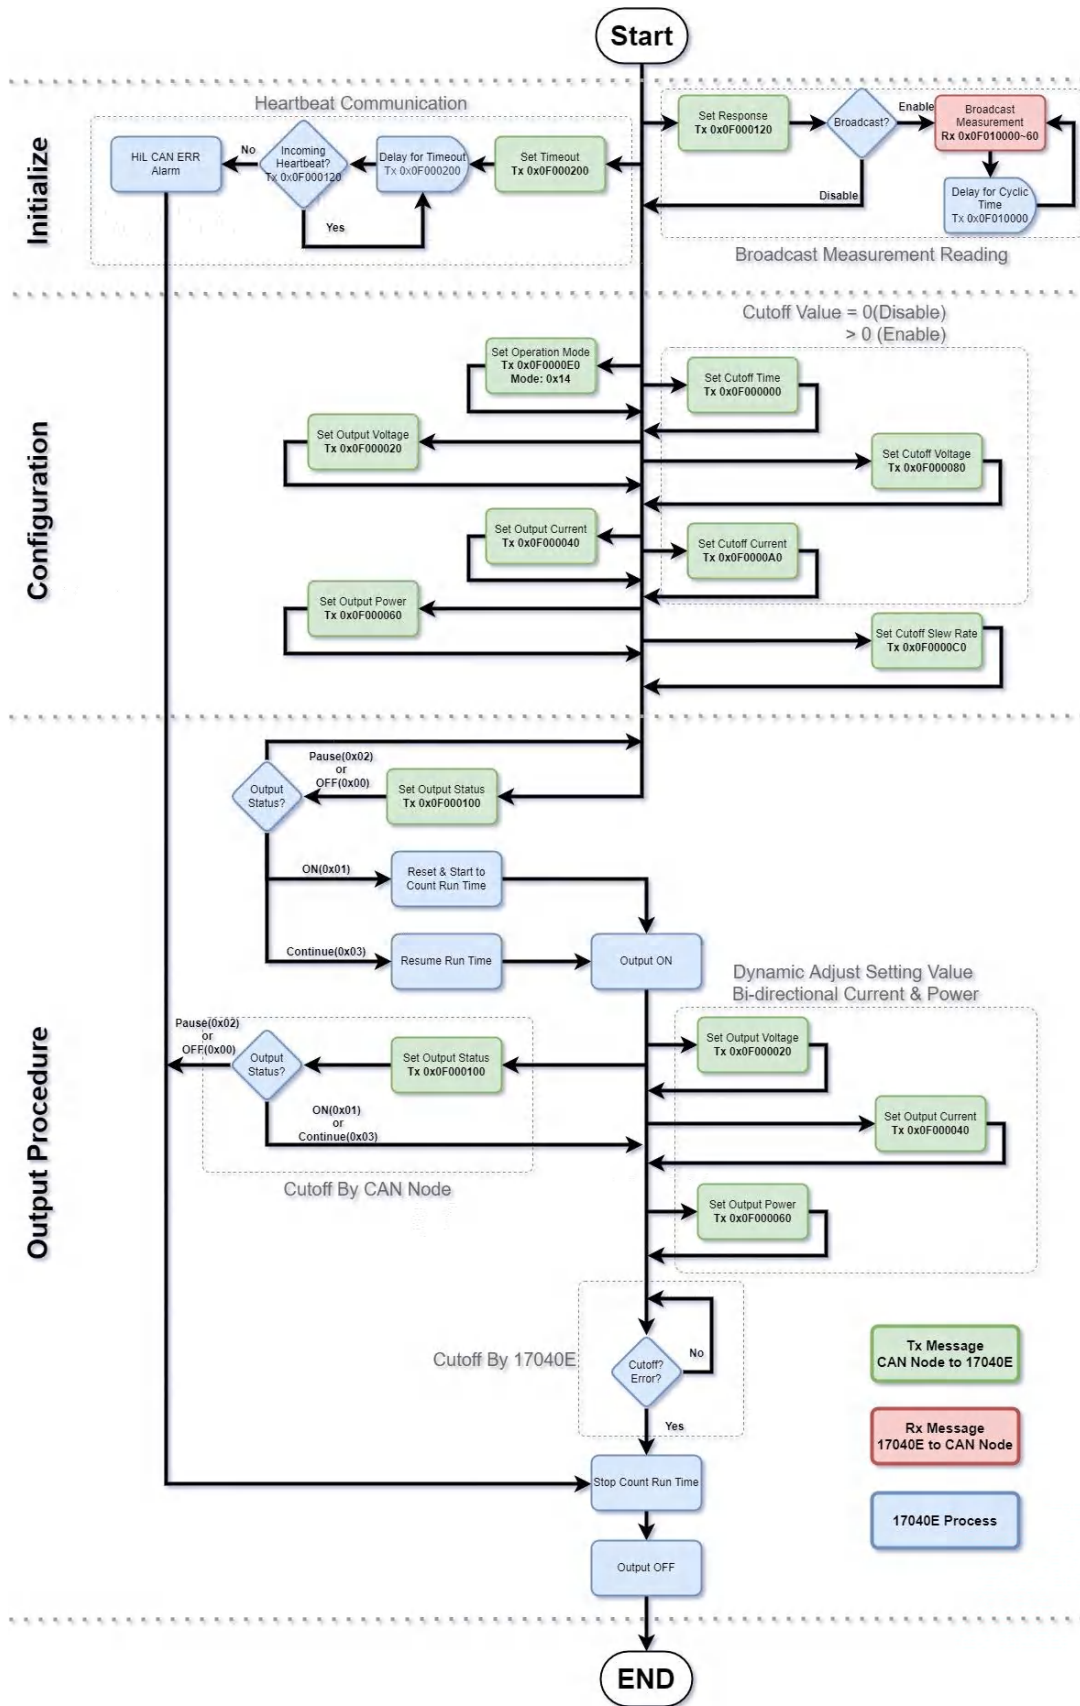 Start
Initialize
Heartbeat Communication
HiL CAN ERR
Alarm
No
Incoming
Heartbeat?
Tx 0x0F000120
Yes
Delay for Timeout
Tx 0x0F000200
Set Timeout
Tx 0x0F000200
Set Response
Tx 0x0F000120
Broadcast?
Enable
Disable
Broadcast
Measurement
Rx 0x0F010000~60
Delay for Cyclic
Time
Tx 0x0F010000
Broadcast Measurement Reading
Configuration
Cutoff Value = 0(Disable)
> 0 (Enable)
Set Operation Mode
Tx 0x0F0000E0
Mode: 0x14
Set Cutoff Time
Tx 0x0F000000
Set Output Voltage
Tx 0x0F000020
Set Cutoff Voltage
Tx 0x0F000080
Set Output Current
Tx 0x0F000040
Set Cutoff Current
Tx 0x0F0000A0
Set Output Power
Tx 0x0F000060
Set Cutoff Slew Rate
Tx 0x0F0000C0
Output Procedure
Pause(0x02)
or
OFF(0x00)
Output
Status?
Set Output Status
Tx 0x0F000100
ON(0x01)
Reset & Start to
Count Run Time
Continue(0x03)
Resume Run Time
Output ON
Dynamic Adjust Setting Value
Bi-directional Current & Power
Pause(0x02)
or
OFF(0x00)
Output
Status?
Set Output Status
Tx 0x0F000100
ON(0x01)
or
Continue(0x03)
Cutoff By CAN Node
Set Output Voltage
Tx 0x0F000020
Set Output Current
Tx 0x0F000040
Set Output Power
Tx 0x0F000060
Cutoff By 17040E
Cutoff?
Error?
No
Yes
Stop Count Run Time
Output OFF
Tx Message
CAN Node to 17040E
Rx Message
17040E to CAN Node
17040E Process
END